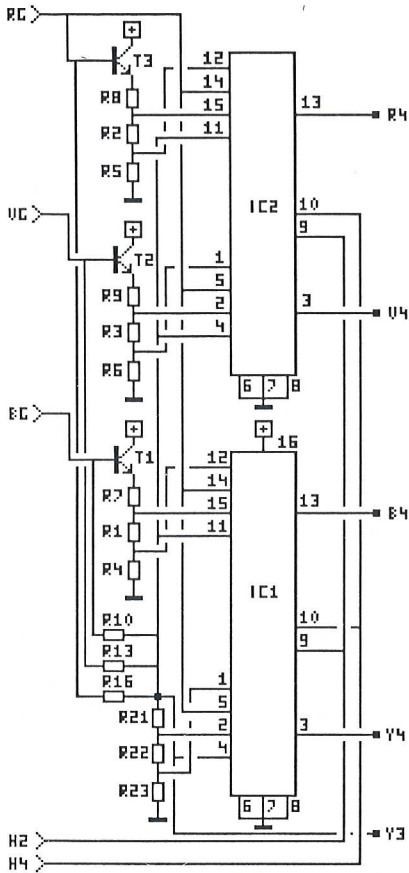 RG
+
T3
12
R8
14
13
15
R4
R2
11
R5
IC2
10
VG
+
9
T2
1
R9
5
2
3
V4
R3
4
R6
6 7 8
BG
+
+
16
T1
12
R7
14
13
15
B4
R1
11
R4
IC1
R10
10
R13
9
R16
1
R21
5
2
3
Y4
R22
4
R23
6 7 8
Y3
H2
H4